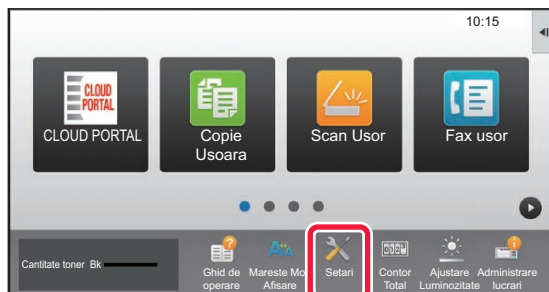 10:15
CLOUD
PORTAL
CLOUD PORTAL
Copie
Usoara
Scan Usor
Fax usor
Cantitate toner Bk
Ghid de
operare
Mareste Mo
Afisare
Setari
Contor
Total
Ajustare
Luminozitate
Administrare
lucrari